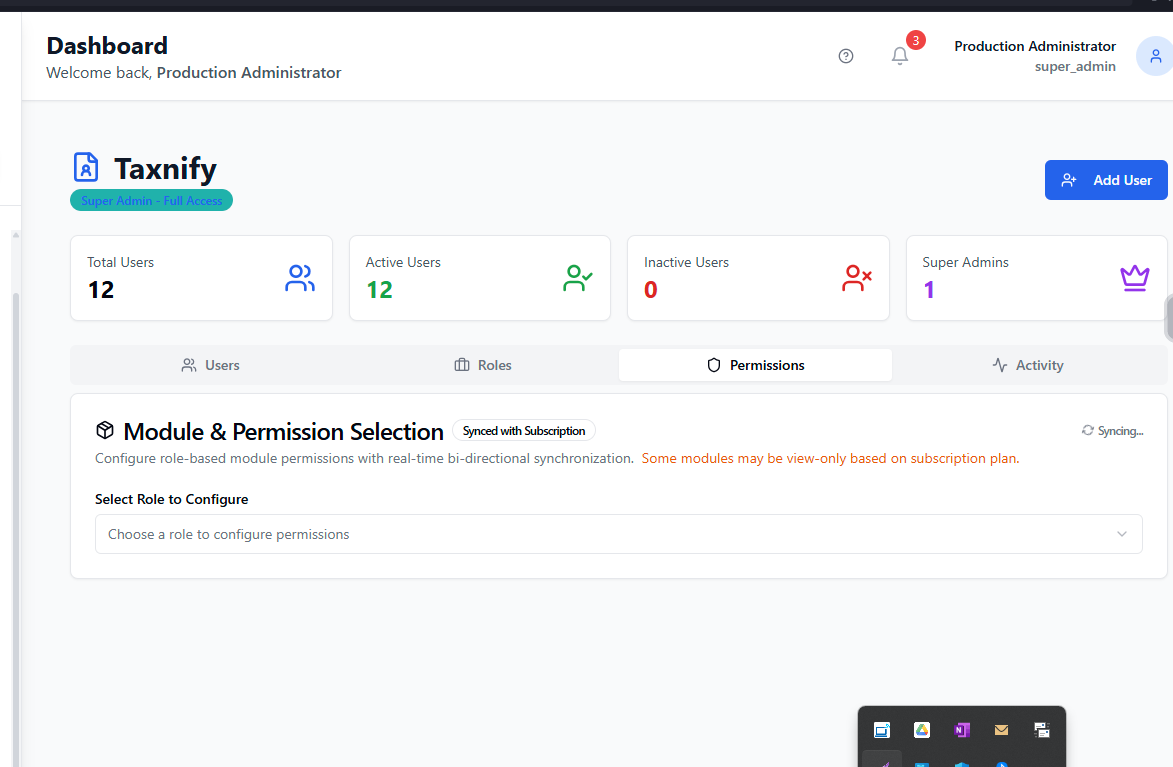 Dashboard
Welcome back, Production Administrator
3
Production Administrator
super_admin
Taxnify
Super Admin - Full Access
Add User
Total Users
12
Active Users
12
Inactive Users
0
Super Admins
1
Users
Roles
Permissions
Activity
Module & Permission Selection
Synced with Subscription
Syncing...
Configure role-based module permissions with real-time bi-directional synchronization. Some modules may be view-only based on subscription plan.
Select Role to Configure
Choose a role to configure permissions